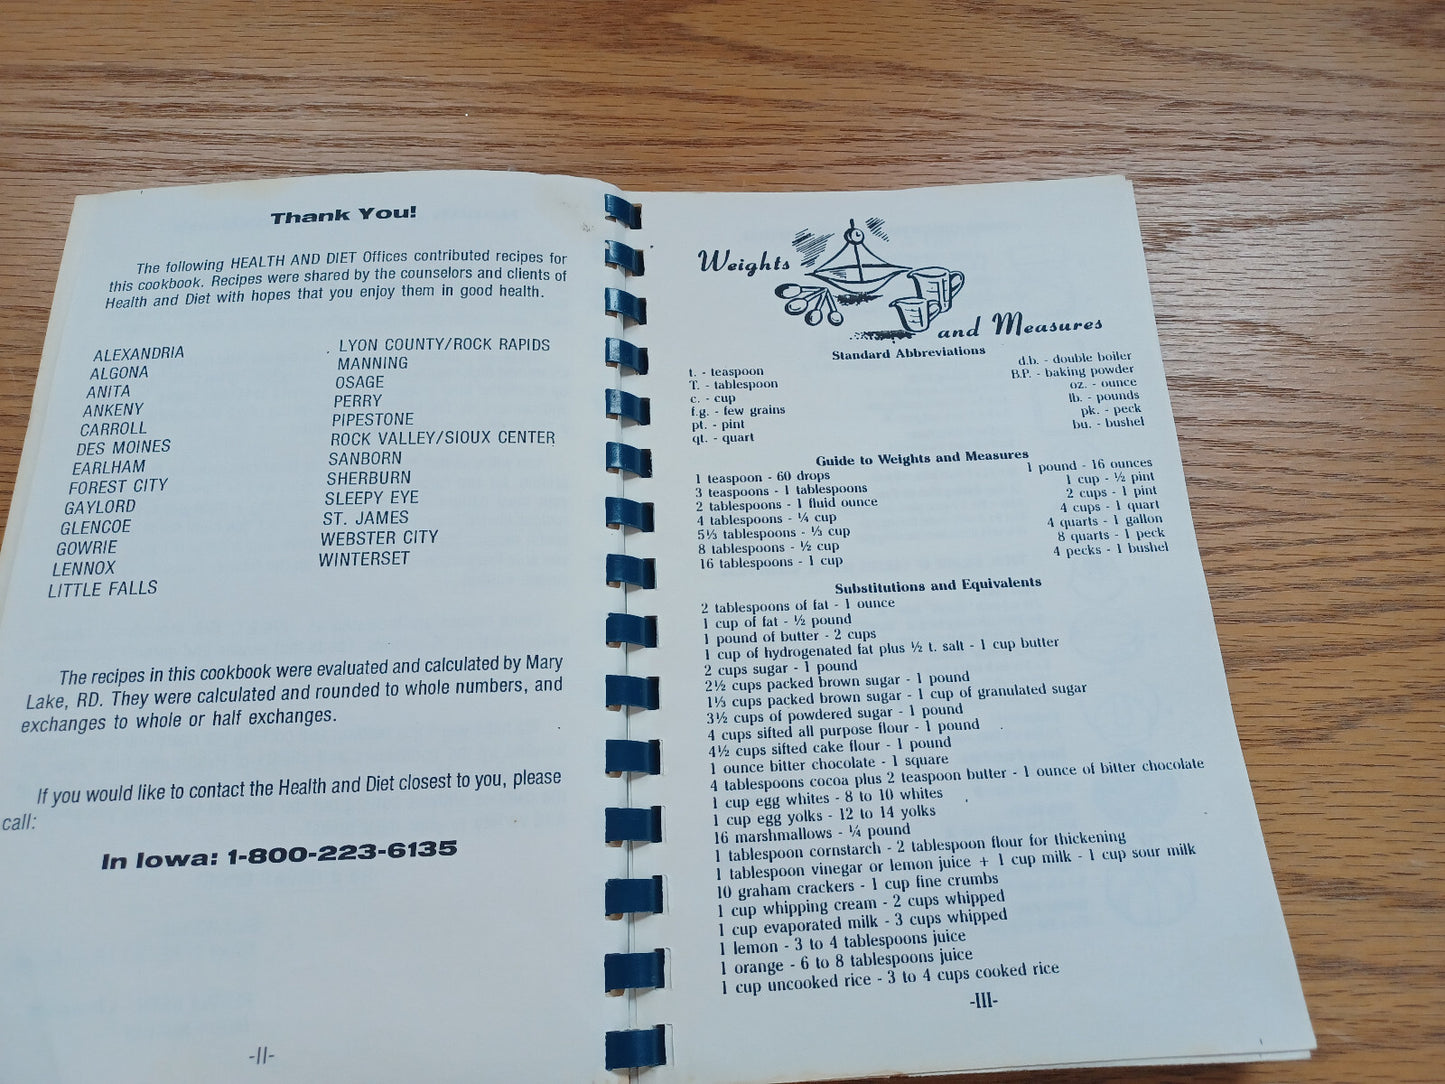 Thank You!
The following HEALTH AND DIET Offices contributed recipes for
this cookbook. Recipes were shared by the counselors and clients of
Health and Diet with hopes that you enjoy them in good health.
ALEXANDRIA
ALGONA
ANITA
ANKENY
CARROLL
DES MOINES
EARLHAM
FOREST CITY
GAYLORD
GLENCOE
GOWRIE
LENNOX
LITTLE FALLS
LYON COUNTY/ROCK RAPIDS
MANNING
OSAGE
PERRY
PIPESTONE
ROCK VALLEY/SIOUX CENTER
SANBORN
SHERBURN
SLEEPY EYE
ST. JAMES
WEBSTER CITY
WINTERSET
The recipes in this cookbook were evaluated and calculated by Mary
Lake, RD. They were calculated and rounded to whole numbers, and
exchanges to whole or half exchanges.
If you would like to contact the Health and Diet closest to you, please
call:
In Iowa: 1-800-223-6135
-II-
Weights
and Measures
Standard Abbreviations
t. - teaspoon
T. - tablespoon
c. - cup
f.g. - few grains
pt. - pint
qt. - quart
d.b. - double boiler
B.P. - baking powder
oz. - ounce
lb. - pounds
pk. - peck
bu. - bushel
Guide to Weights and Measures
1 teaspoon - 60 drops
3 teaspoons - 1 tablespoons
2 tablespoons - 1 fluid ounce
4 tablespoons - ¼ cup
5⅓ tablespoons - ⅓ cup
8 tablespoons - ½ cup
16 tablespoons - 1 cup
1 pound - 16 ounces
1 cup - ½ pint
2 cups - 1 pint
4 cups - 1 quart
4 quarts - 1 gallon
8 quarts - 1 peck
4 pecks - 1 bushel
Substitutions and Equivalents
2 tablespoons of fat - 1 ounce
1 cup of fat - ½ pound
1 pound of butter - 2 cups
1 cup of hydrogenated fat plus ½ t. salt - 1 cup butter
2 cups sugar - 1 pound
2½ cups packed brown sugar - 1 pound
1⅓ cups packed brown sugar - 1 cup of granulated sugar
3½ cups of powdered sugar - 1 pound
4 cups sifted all purpose flour - 1 pound
4½ cups sifted cake flour - 1 pound
1 ounce bitter chocolate - 1 square
4 tablespoons cocoa plus 2 teaspoon butter - 1 ounce of bitter chocolate
1 cup egg whites - 8 to 10 whites
1 cup egg yolks - 12 to 14 yolks
16 marshmallows - ¼ pound
1 tablespoon cornstarch - 2 tablespoon flour for thickening
1 tablespoon vinegar or lemon juice + 1 cup milk - 1 cup sour milk
10 graham crackers - 1 cup fine crumbs
1 cup whipping cream - 2 cups whipped
1 cup evaporated milk - 3 cups whipped
1 lemon - 3 to 4 tablespoons juice
1 orange - 6 to 8 tablespoons juice
1 cup uncooked rice - 3 to 4 cups cooked rice
-III-